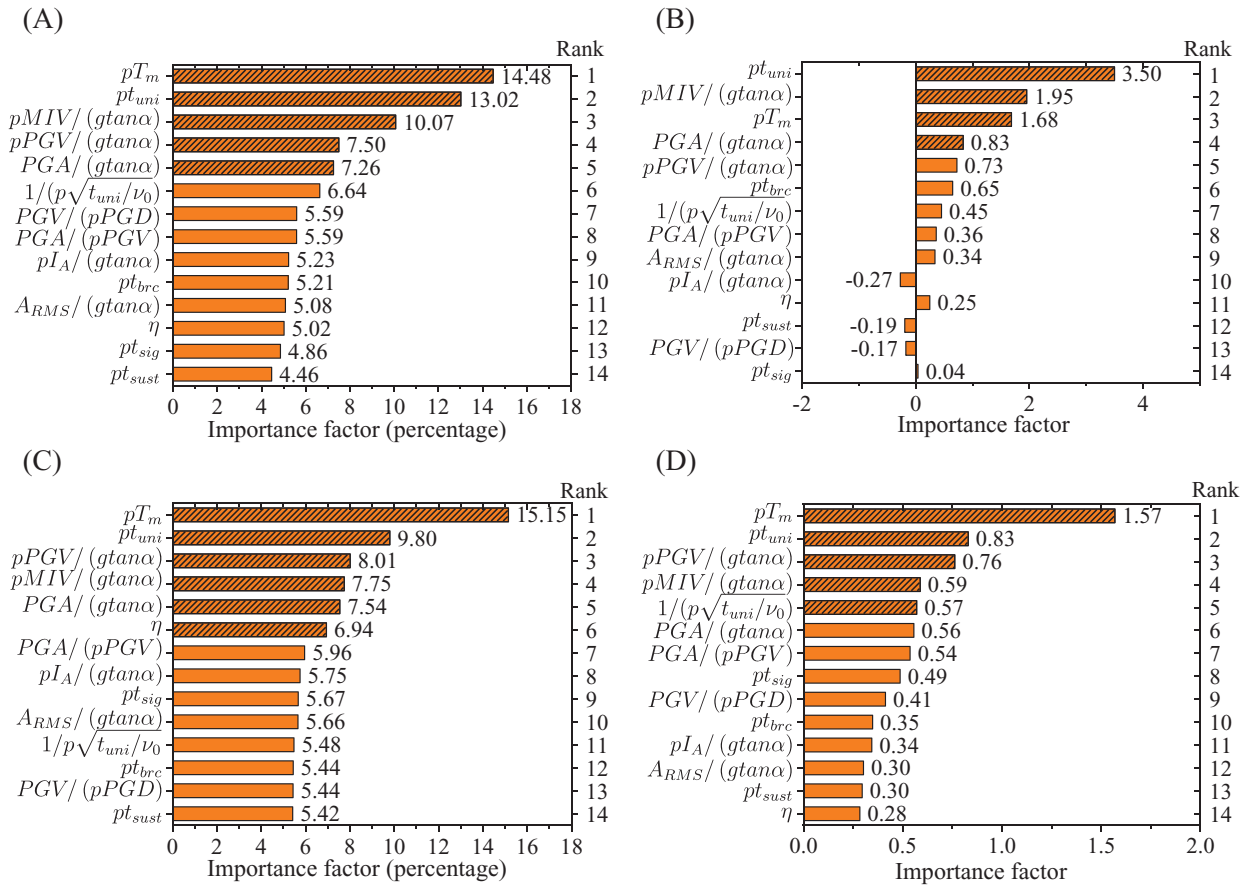 (A)
Rank
pT_m 14.48 1
pt_uni 13.02 2
pMIV/(gtanα) 10.07 3
pPGV/(gtanα) 7.50 4
PGA/(gtanα) 7.26 5
1/(p√t_uni/ν_0) 6.64 6
PGV/(pPGD) 5.59 7
PGA/(pPGV) 5.59 8
pI_A/(gtanα) 5.23 9
pt_brc 5.21 10
A_RMS/(gtanα) 5.08 11
η 5.02 12
pt_sig 4.86 13
pt_sust 4.46 14
0 2 4 6 8 10 12 14 16 18
Importance factor (percentage)
(B)
Rank
pt_uni 3.50 1
pMIV/(gtanα) 1.95 2
pT_m 1.68 3
PGA/(gtanα) 0.83 4
pPGV/(gtanα) 0.73 5
pt_brc 0.65 6
1/(p√t_uni/ν_0) 0.45 7
PGA/(pPGV) 0.36 8
A_RMS/(gtanα) 0.34 9
pI_A/(gtanα) -0.27 10
η 0.25 11
pt_sust -0.19 12
PGV/(pPGD) -0.17 13
pt_sig 0.04 14
-2 0 2 4
Importance factor
(C)
Rank
pT_m 15.15 1
pt_uni 9.80 2
pPGV/(gtanα) 8.01 3
pMIV/(gtanα) 7.75 4
PGA/(gtanα) 7.54 5
η 6.94 6
PGA/(pPGV) 5.96 7
pI_A/(gtanα) 5.75 8
pt_sig 5.67 9
A_RMS/(gtanα) 5.66 10
1/p√t_uni/ν_0 5.48 11
pt_brc 5.44 12
PGV/(pPGD) 5.44 13
pt_sust 5.42 14
0 2 4 6 8 10 12 14 16 18
Importance factor (percentage)
(D)
Rank
pT_m 1.57 1
pt_uni 0.83 2
pPGV/(gtanα) 0.76 3
pMIV/(gtanα) 0.59 4
1/(p√t_uni/ν_0) 0.57 5
PGA/(gtanα) 0.56 6
PGA/(pPGV) 0.54 7
pt_sig 0.49 8
PGV/(pPGD) 0.41 9
pt_brc 0.35 10
pI_A/(gtanα) 0.34 11
A_RMS/(gtanα) 0.30 12
pt_sust 0.30 13
η 0.28 14
0.0 0.5 1.0 1.5 2.0
Importance factor